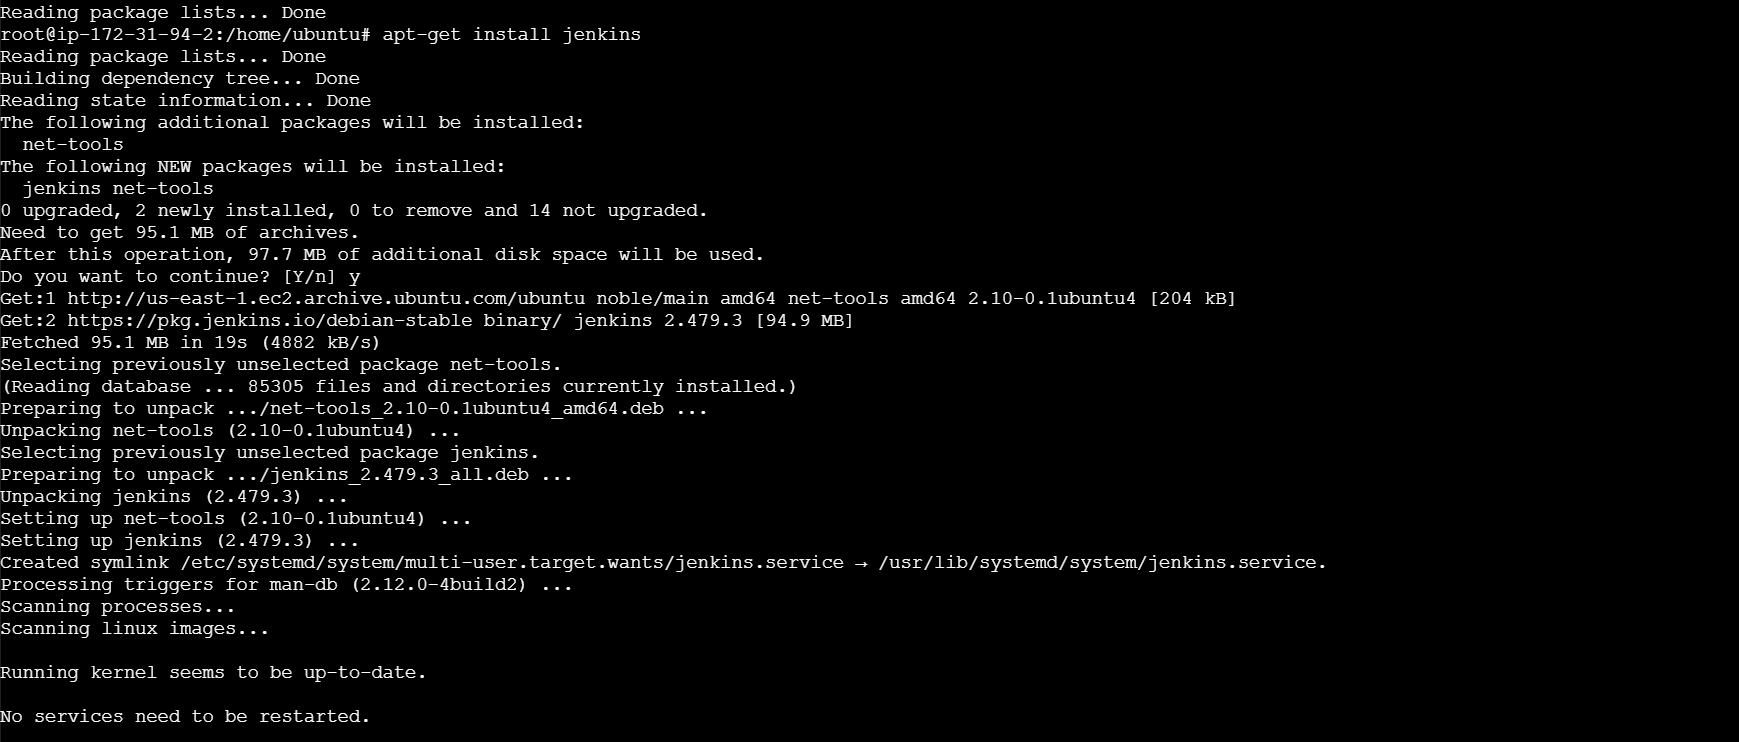 Reading package lists... Done
root@ip-172-31-94-2:/home/ubuntu# apt-get install jenkins
Reading package lists... Done
Building dependency tree... Done
Reading state information... Done
The following additional packages will be installed:
  net-tools
The following NEW packages will be installed:
  jenkins net-tools
0 upgraded, 2 newly installed, 0 to remove and 14 not upgraded.
Need to get 95.1 MB of archives.
After this operation, 97.7 MB of additional disk space will be used.
Do you want to continue? [Y/n] y
Get:1 http://us-east-1.ec2.archive.ubuntu.com/ubuntu noble/main amd64 net-tools amd64 2.10-0.1ubuntu4 [204 kB]
Get:2 https://pkg.jenkins.io/debian-stable binary/ jenkins 2.479.3 [94.9 MB]
Fetched 95.1 MB in 19s (4882 kB/s)
Selecting previously unselected package net-tools.
(Reading database ... 85305 files and directories currently installed.)
Preparing to unpack .../net-tools_2.10-0.1ubuntu4_amd64.deb ...
Unpacking net-tools (2.10-0.1ubuntu4) ...
Selecting previously unselected package jenkins.
Preparing to unpack .../jenkins_2.479.3_all.deb ...
Unpacking jenkins (2.479.3) ...
Setting up net-tools (2.10-0.1ubuntu4) ...
Setting up jenkins (2.479.3) ...
Created symlink /etc/systemd/system/multi-user.target.wants/jenkins.service → /usr/lib/systemd/system/jenkins.service.
Processing triggers for man-db (2.12.0-4build2) ...
Scanning processes...
Scanning linux images...

Running kernel seems to be up-to-date.

No services need to be restarted.